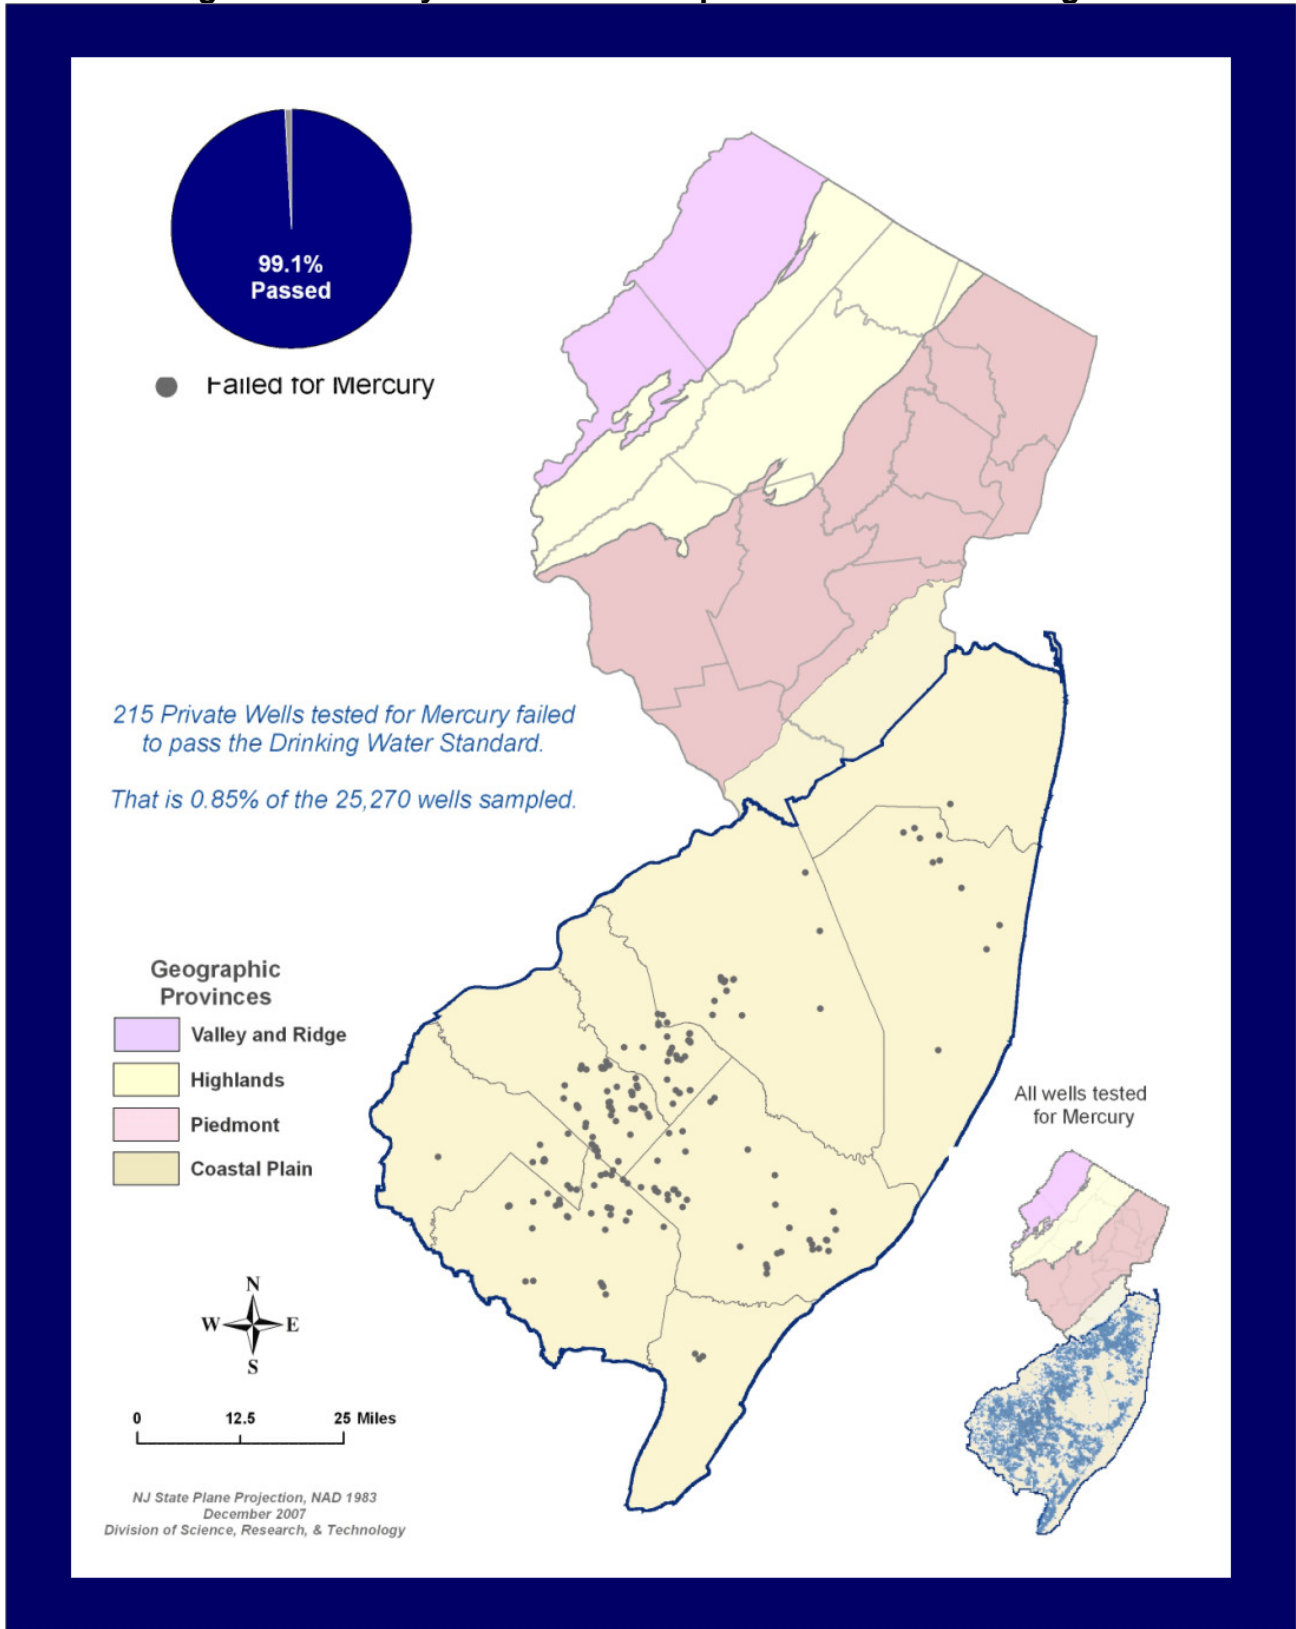 99.1%
Passed
Failed for Mercury
215 Private Wells tested for Mercury failed
to pass the Drinking Water Standard.
That is 0.85% of the 25,270 wells sampled.
Geographic
Provinces
Valley and Ridge
Highlands
Piedmont
Coastal Plain
All wells tested
for Mercury
N
W E
S
0 12.5 25 Miles
NJ State Plane Projection, NAD 1983
December 2007
Division of Science, Research, & Technology